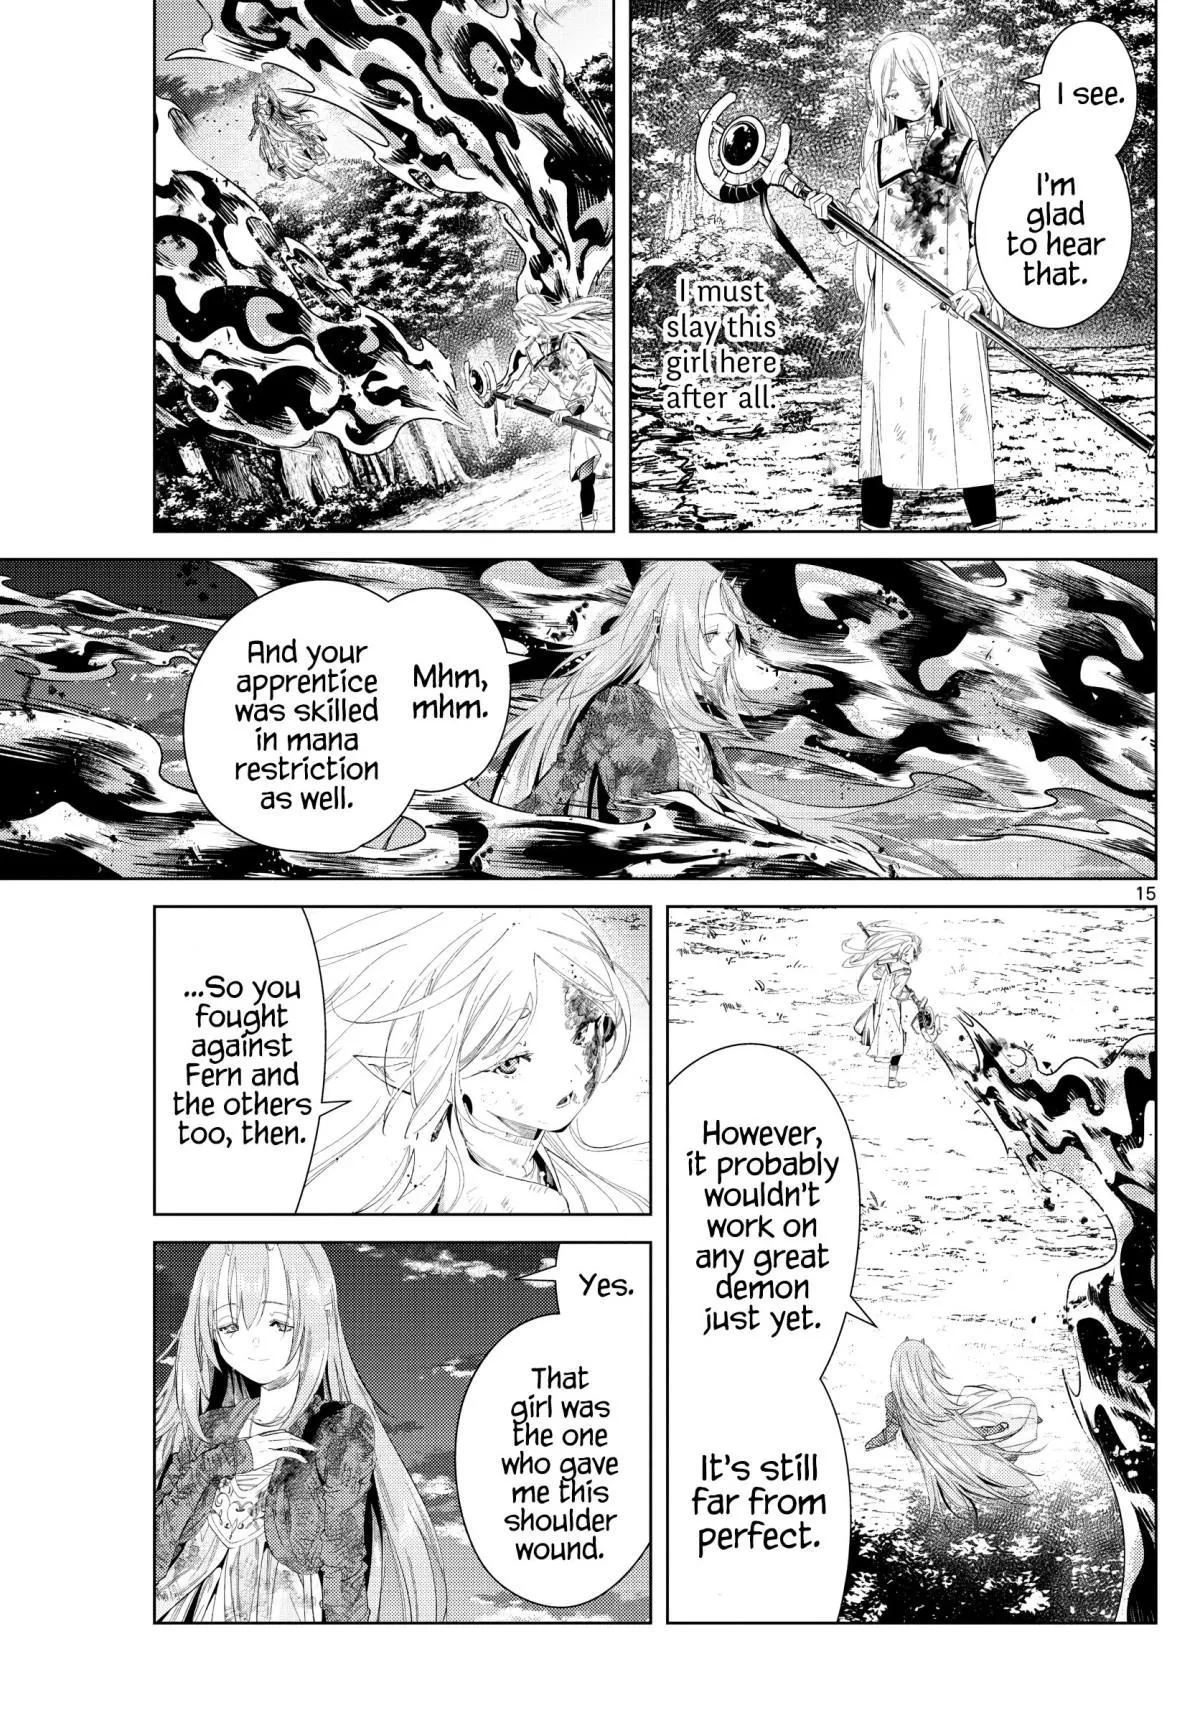 I see.
I'm
glad
to hear
that.
I must
slay this
girl here
after all.
Mhm,
mhm.
And your
apprentice
was skilled
in mana
restriction
as well.
15
However,
it probably
wouldn't
work on
any great
demon
just yet.
It's still
far from
perfect.
...So you
fought
against
Fern and
the others
too, then.
Yes.
That
girl was
the one
who gave
me this
shoulder
wound.